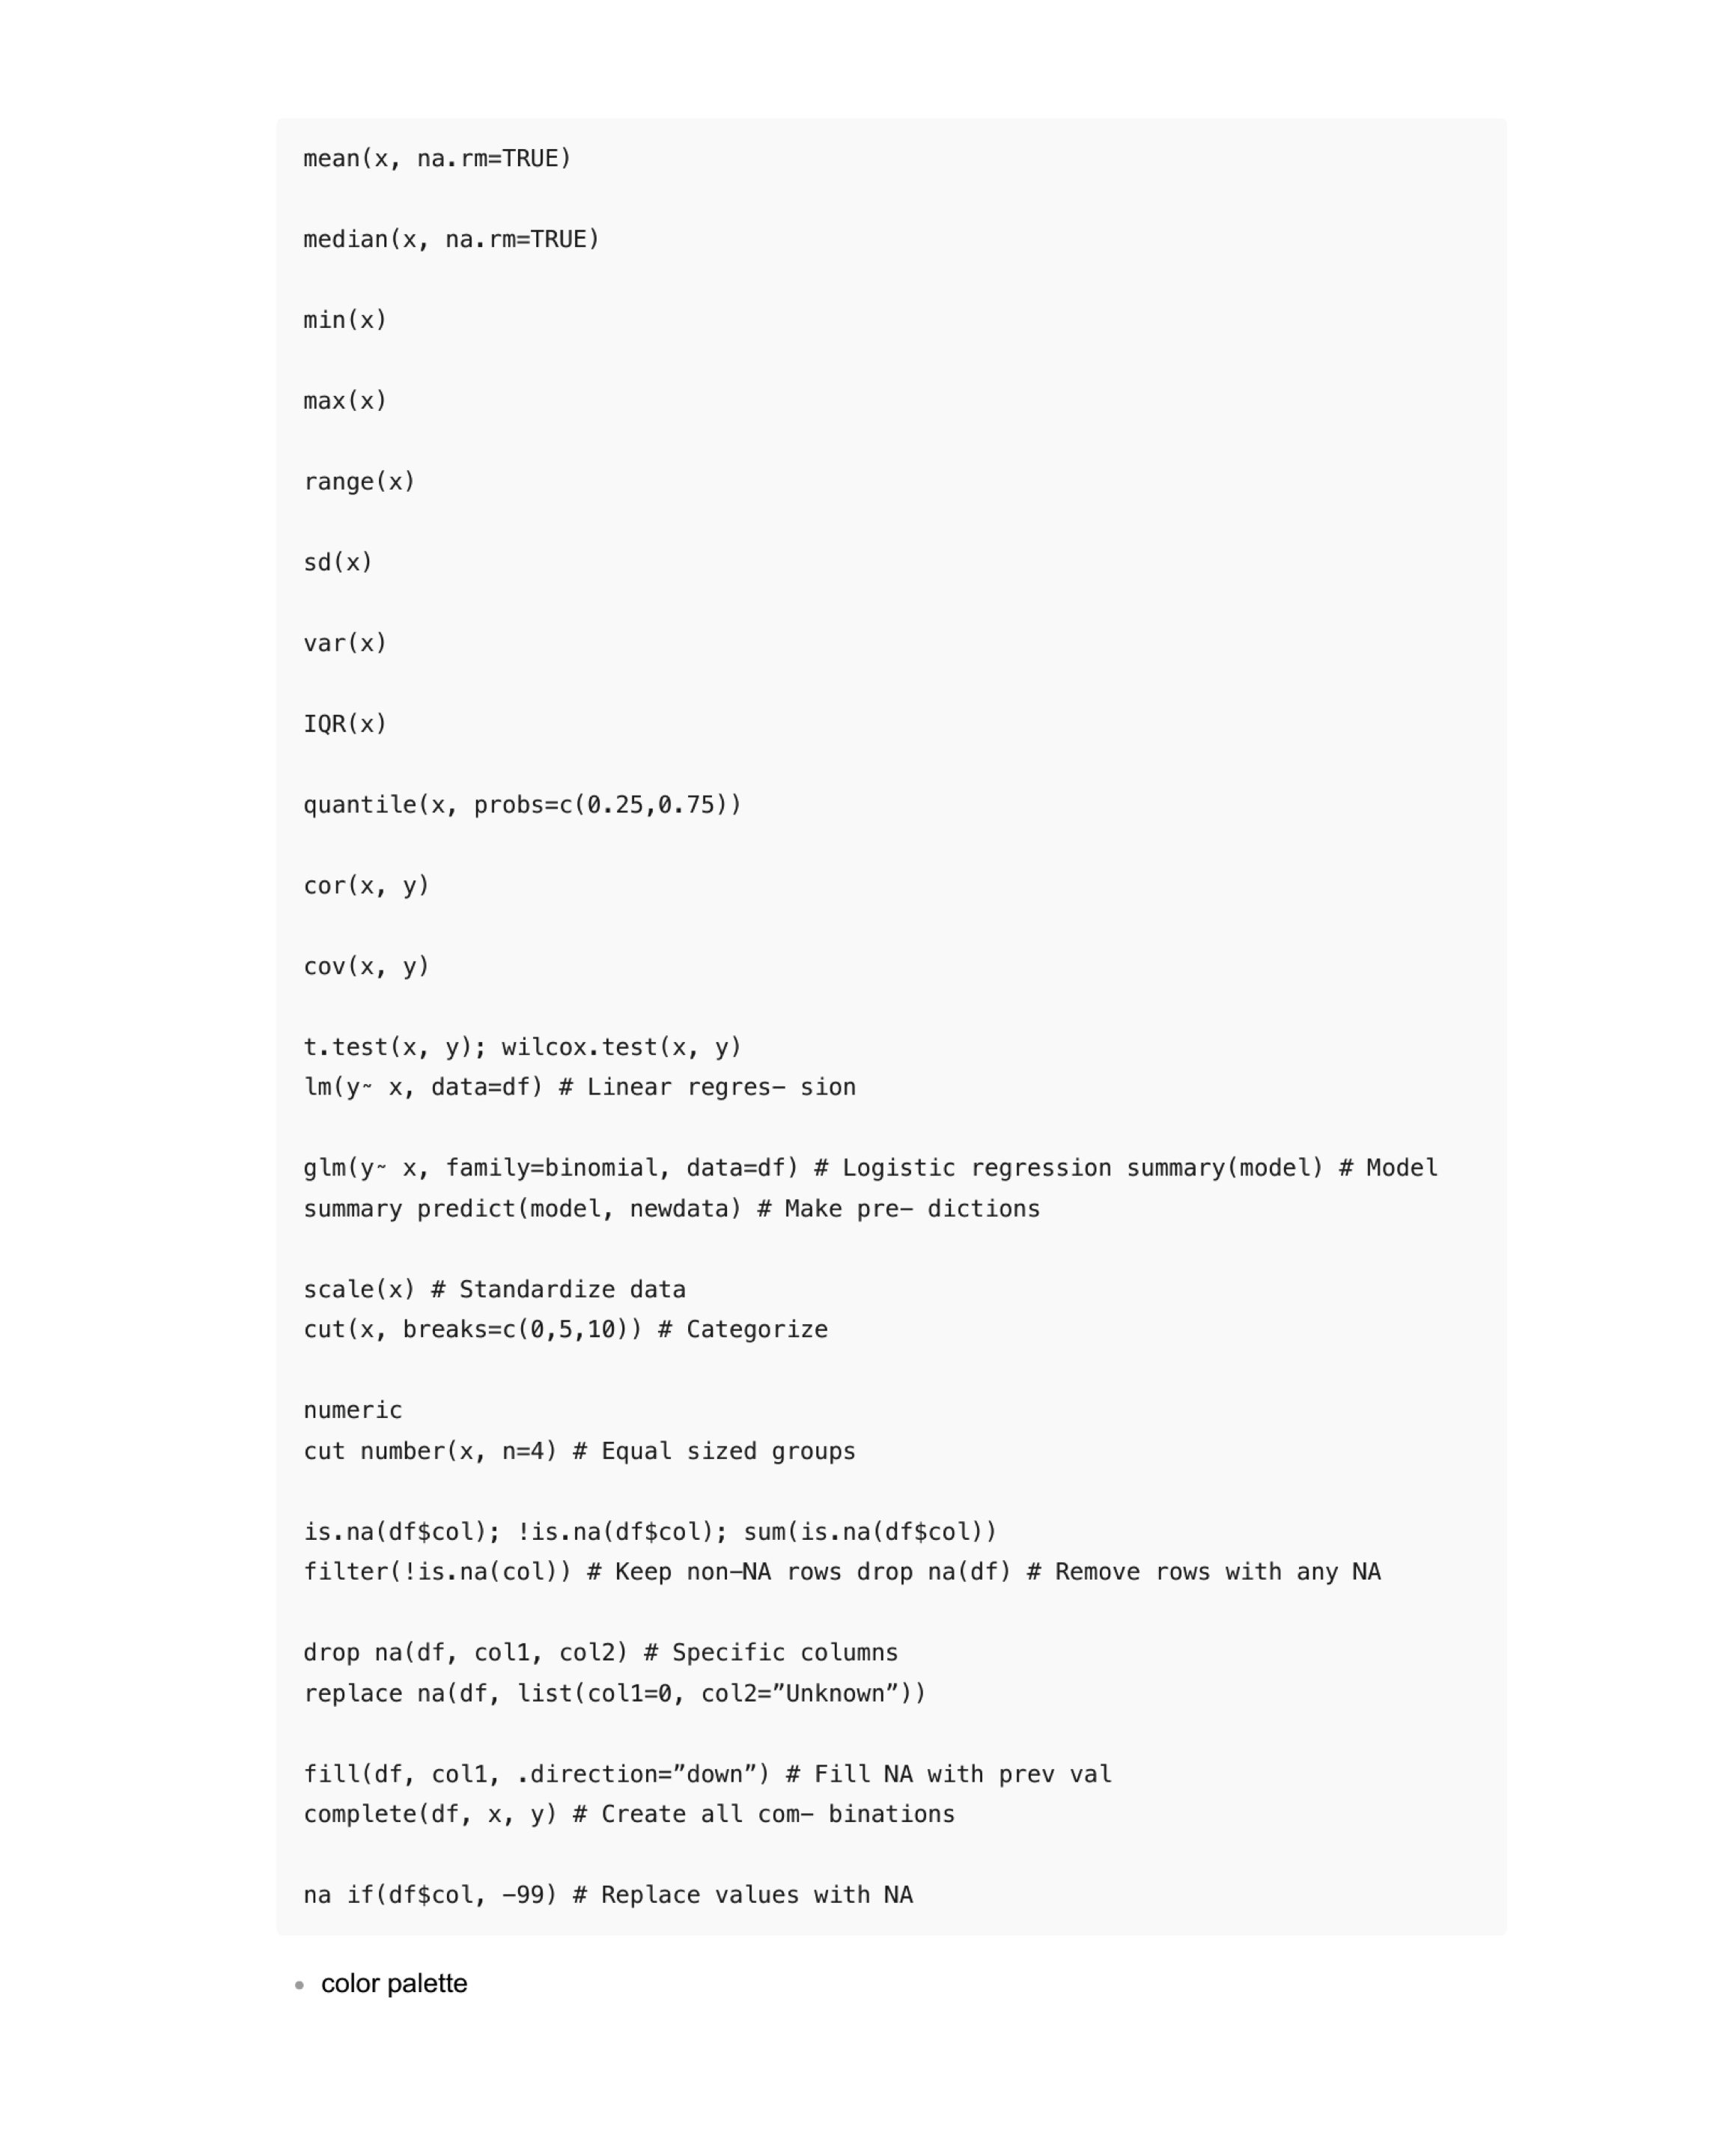 mean(x, na.rm=TRUE)
median(x, na.rm=TRUE)
min(x)
max(x)
range(x)
sd(x)
var(x)
IQR(x)
quantile(x, probs=c(0.25,0.75))
cor(x, y)
cov(x, y)
t.test(x, y); wilcox.test(x, y)
lm(y~ x, data=df) # Linear regres– sion
glm(y~ x, family=binomial, data=df) # Logistic regression summary(model) # Model
summary predict(model, newdata) # Make pre– dictions
scale(x) # Standardize data
cut(x, breaks=c(0,5,10)) # Categorize
numeric
cut number(x, n=4) # Equal sized groups
is.na(df$col); !is.na(df$col); sum(is.na(df$col))
filter(!is.na(col)) # Keep non–NA rows drop na(df) # Remove rows with any NA
drop na(df, col1, col2) # Specific columns
replace na(df, list(col1=0, col2=”Unknown”))
fill(df, col1, .direction=”down”) # Fill NA with prev val
complete(df, x, y) # Create all com– binations
na if(df$col, –99) # Replace values with NA
• color palette